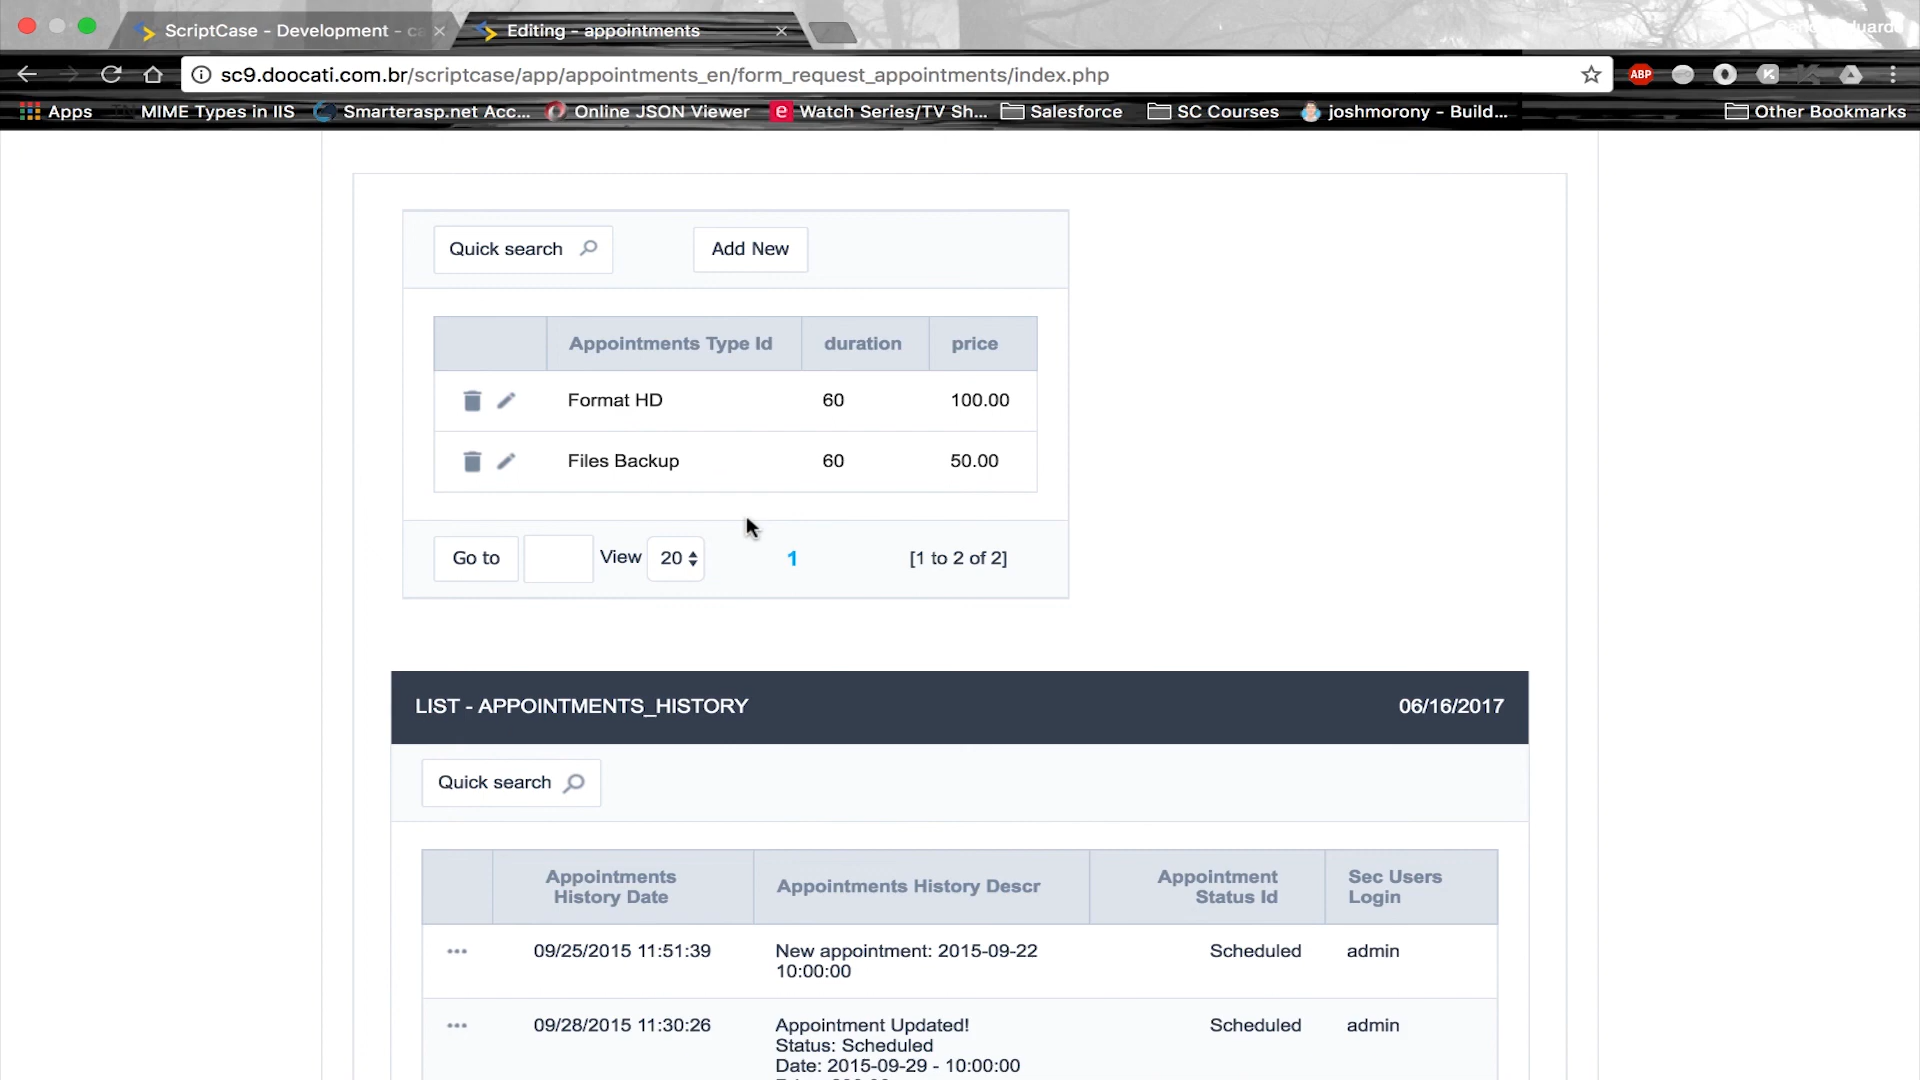 ScriptCase - Development - ca
Editing - appointments
sc9.doocati.com.br/scriptcase/app/appointments_en/form_request_appointments/index.php
ABP
Apps
MIME Types in IIS
Smarterasp.net Acc...
Online JSON Viewer
Watch Series/TV Sh...
Salesforce
SC Courses
joshmorony - Build...
Other Bookmarks
Quick search
Add New
Appointments Type Id duration price
Format HD 60 100.00
Files Backup 60 50.00
Go to View 20 1 [1 to 2 of 2]
LIST - APPOINTMENTS_HISTORY 06/16/2017
Quick search
Appointments
History Date
Appointments History Descr
Appointment
Status Id
Sec Users
Login
09/25/2015 11:51:39
New appointment: 2015-09-22
10:00:00
Scheduled
admin
09/28/2015 11:30:26
Appointment Updated!
Status: Scheduled
Date: 2015-09-29 - 10:00:00
Scheduled
admin